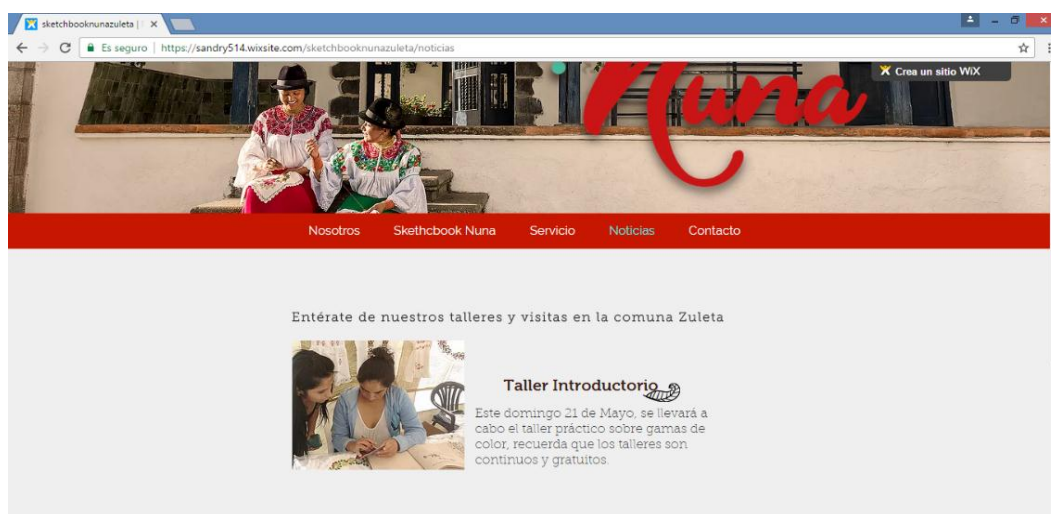 sketchbooknunazuleta |
Es seguro | https://sandry514.wixsite.com/sketchbooknunazuleta/noticias
Crea un sitio WiX
Nuna
Nosotros Skethcbook Nuna Servicio Noticias Contacto
Entérate de nuestros talleres y visitas en la comuna Zuleta
Taller Introductorio
Este domingo 21 de Mayo, se llevará a
cabo el taller práctico sobre gamas de
color, recuerda que los talleres son
continuos y gratuitos.